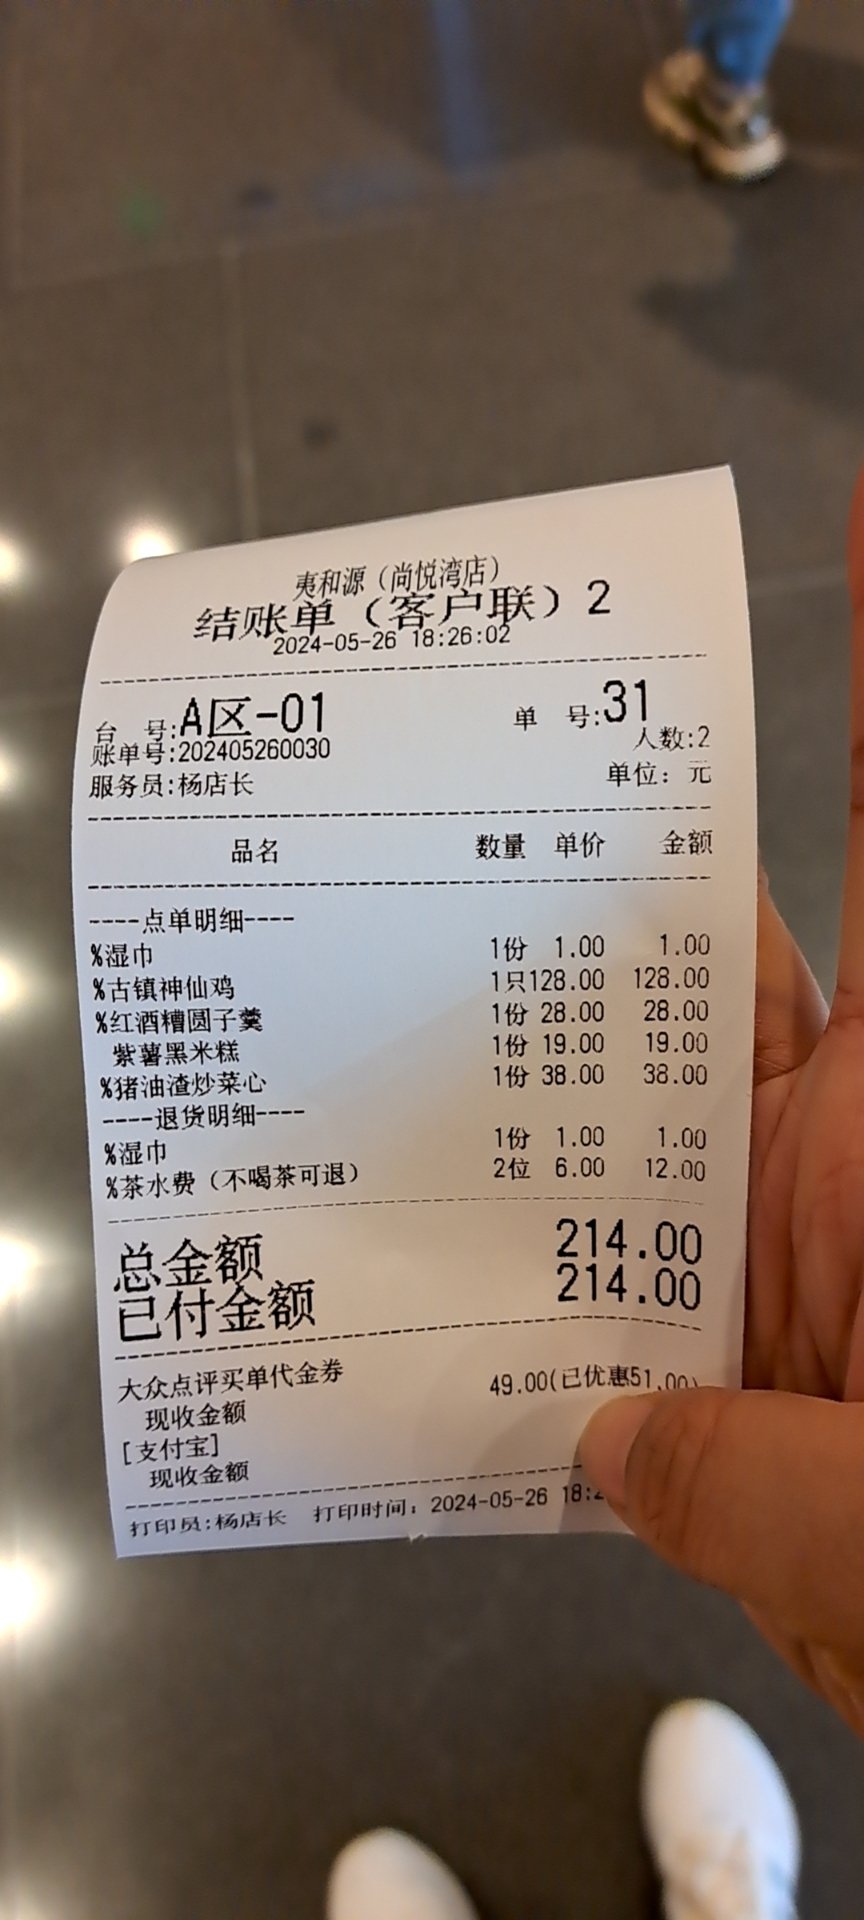 夷和源（尚悦湾店）
结账单（客户联）2
2024-05-26 18:26:02
台 号:A区-01 单 号:31
账单号:202405260030 人数:2
服务员:杨店长 单位：元
品名 数量 单价 金额
----点单明细----
%湿巾 1份 1.00 1.00
%古镇神仙鸡 1只128.00 128.00
%红酒糟圆子羹 1份 28.00 28.00
紫薯黑米糕 1份 19.00 19.00
%猪油渣炒菜心 1份 38.00 38.00
----退货明细----
%湿巾 1份 1.00 1.00
%茶水费（不喝茶可退） 2位 6.00 12.00
总金额 214.00
已付金额 214.00
大众点评买单代金券
现收金额 49.00(已优惠51.00)
[支付宝]
现收金额
打印员:杨店长 打印时间：2024-05-26 18:2